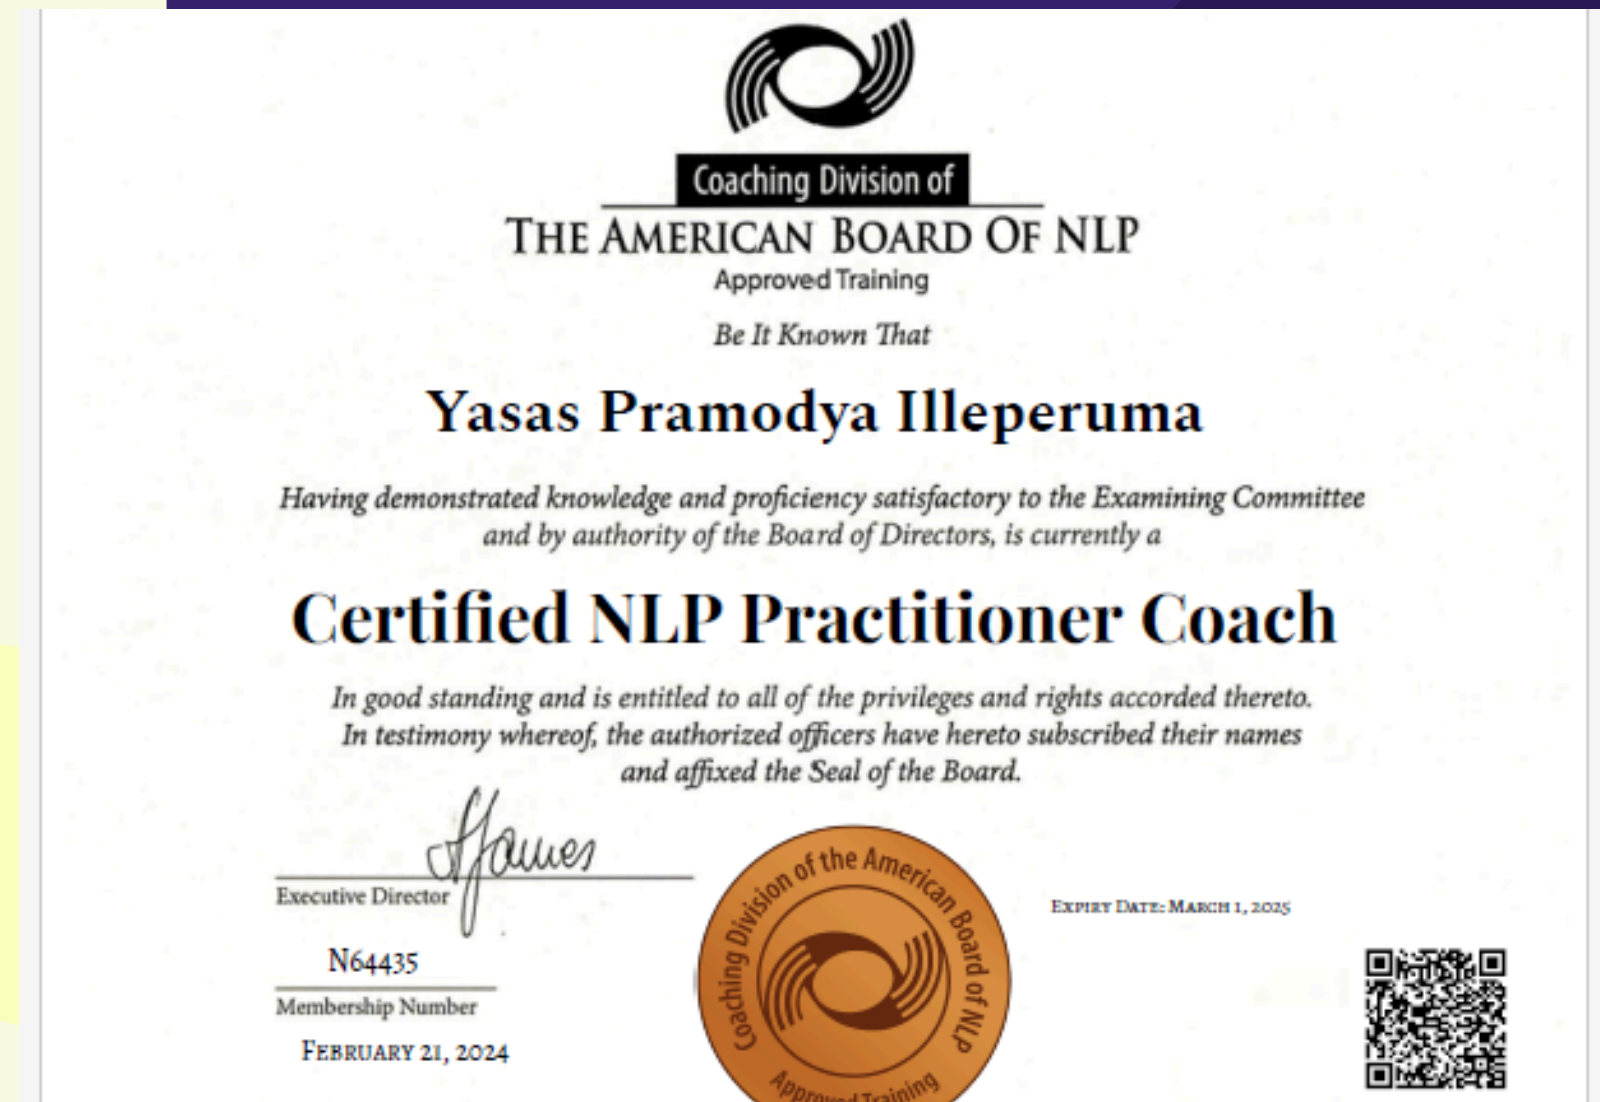 Coaching Division of
THE AMERICAN BOARD OF NLP
Approved Training
Be It Known That
Yasas Pramodya Illeperuma
Having demonstrated knowledge and proficiency satisfactory to the Examining Committee
and by authority of the Board of Directors, is currently a
Certified NLP Practitioner Coach
In good standing and is entitled to all of the privileges and rights accorded thereto.
In testimony whereof, the authorized officers have hereto subscribed their names
and affixed the Seal of the Board.
Executive Director
N64435
Membership Number
FEBRUARY 21, 2024
Coaching Division of the American Board of NLP
Approved Training
EXPIRY DATE: MARCH 1, 2025